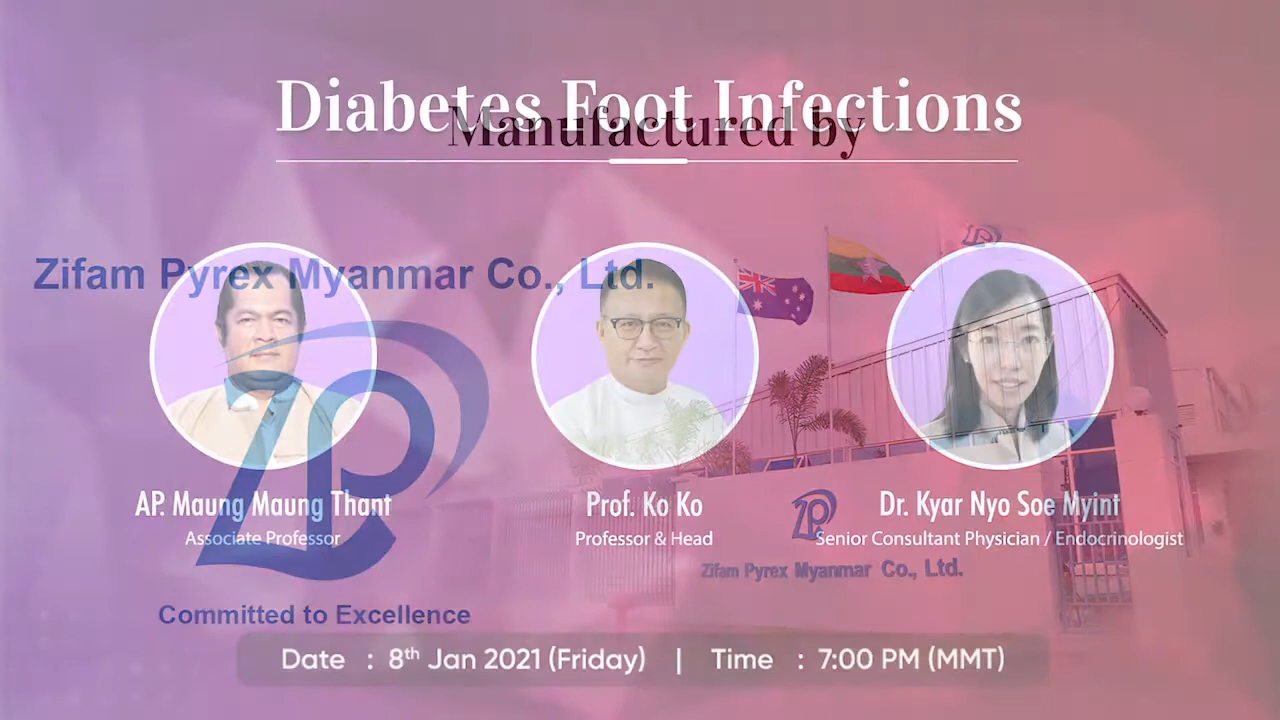 Diabetes Foot Infections
Manufactured by
Zifam Pyrex Myanmar Co., Ltd.
ZP
AP. Maung Maung Thant
Associate Professor
Prof. Ko Ko
Professor & Head
Dr. Kyar Nyo Soe Myint
Senior Consultant Physician / Endocrinologist
ZP
Zifam Pyrex Myanmar Co., Ltd.
Committed to Excellence
Date : 8th Jan 2021 (Friday) | Time : 7:00 PM (MMT)